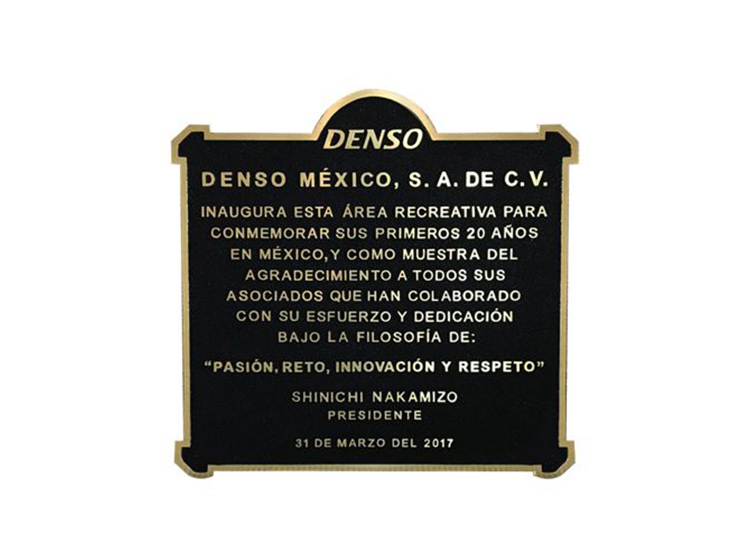 DENSO
DENSO MÉXICO, S. A. DE C. V.
INAUGURA ESTA ÁREA RECREATIVA PARA
CONMEMORAR SUS PRIMEROS 20 AÑOS
EN MÉXICO, Y COMO MUESTRA DEL
AGRADECIMIENTO A TODOS SUS
ASOCIADOS QUE HAN COLABORADO
CON SU ESFUERZO Y DEDICACIÓN
BAJO LA FILOSOFÍA DE:
“PASIÓN, RETO, INNOVACIÓN Y RESPETO”
SHINICHI NAKAMIZO
PRESIDENTE
31 DE MARZO DEL 2017